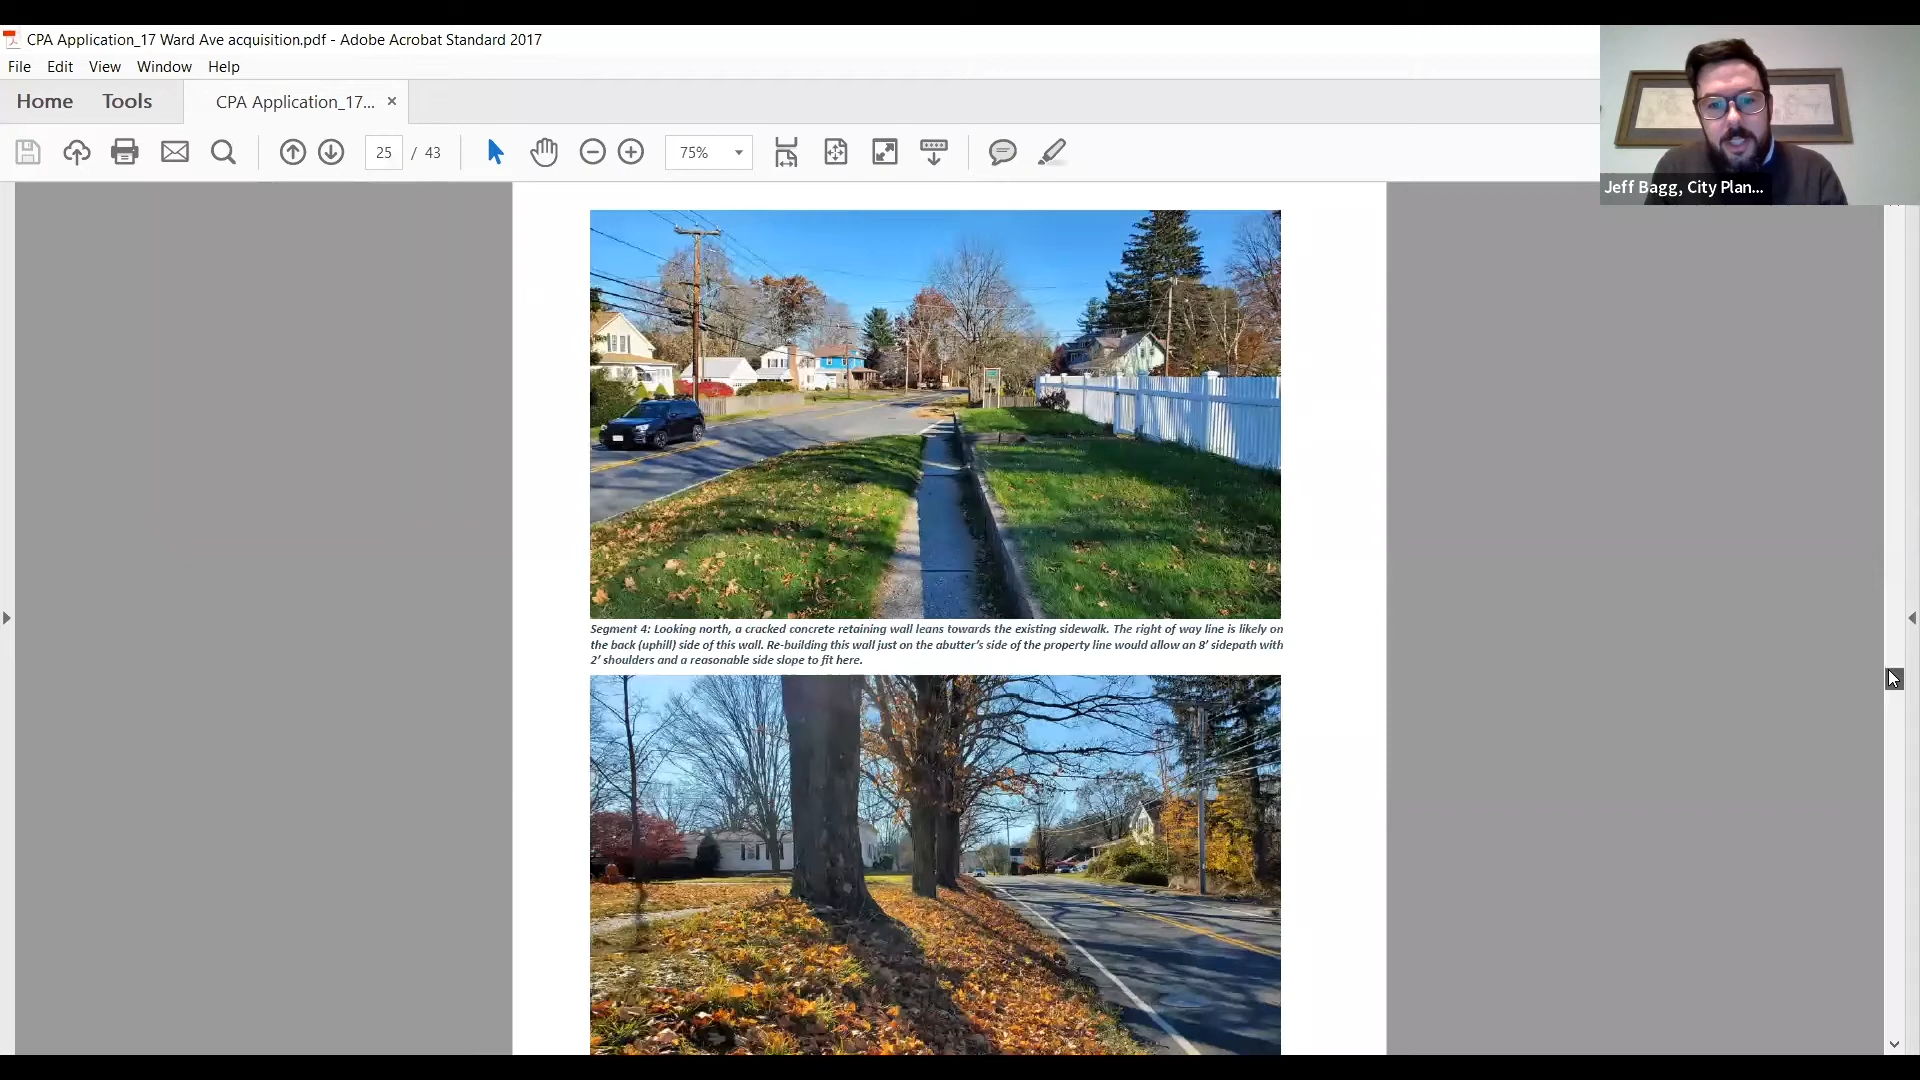 CPA Application_17 Ward Ave acquisition.pdf - Adobe Acrobat Standard 2017
File Edit View Window Help
Home Tools CPA Application_17... ×
25 / 43 75%
Jeff Bagg, City Plan...
Segment 4: Looking north, a cracked concrete retaining wall leans towards the existing sidewalk. The right of way line is likely on
the back (uphill) side of this wall. Re-building this wall just on the abutter's side of the property line would allow an 8' sidepath with
2' shoulders and a reasonable side slope to fit here.